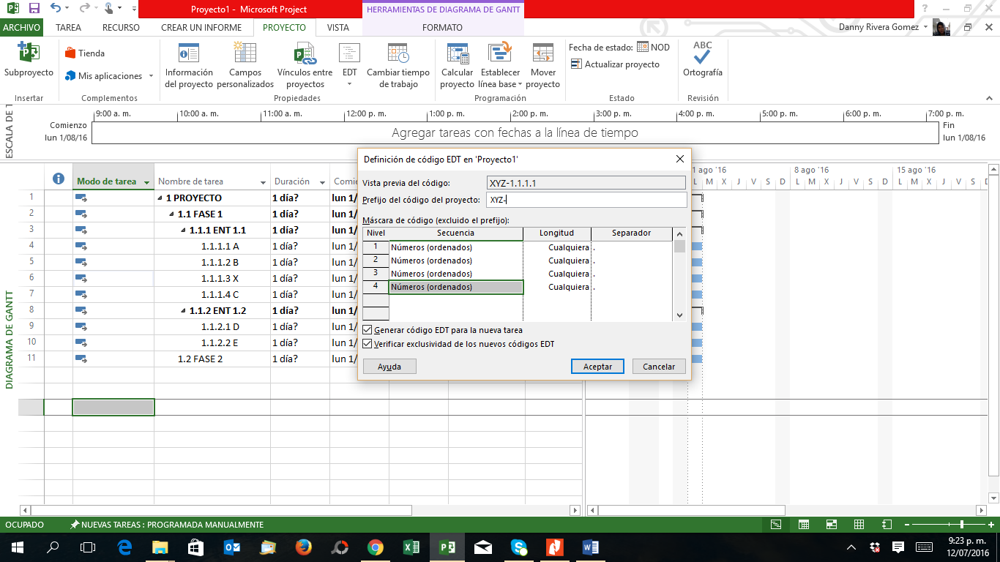 Proyecto1 - Microsoft Project
HERRAMIENTAS DE DIAGRAMA DE GANTT
ARCHIVO TAREA RECURSO CREAR UN INFORME PROYECTO VISTA FORMATO Danny Rivera Gomez
Subproyecto
Tienda
Mis aplicaciones
Información del proyecto
Campos personalizados
Vínculos entre proyectos
EDT
Cambiar tiempo de trabajo
Calcular proyecto
Establecer línea base
Mover proyecto
Fecha de estado: NOD
Actualizar proyecto
ABC
Ortografía
Insertar Complementos Propiedades Programación Estado Revisión
ESCALA DE T
9:00 a. m. 10:00 a. m. 11:00 a. m. 12:00 p. m. 1:00 p. m. 2:00 p. m. 3:00 p. m. 4:00 p. m. 5:00 p. m. 6:00 p. m. 7:00 p. m.
Comienzo
lun 1/08/16
Agregar tareas con fechas a la línea de tiempo
Fin
lun 1/08/16
DIAGRAMA DE GANTT
Modo de tarea Nombre de tarea Duración Comie
1 ago '16 8 ago '16 15 ago '16
L M X J V S D L M X J V S D L M X J V S D
1 1 PROYECTO 1 día? lun 1/
2 1.1 FASE 1 1 día? lun 1/
3 1.1.1 ENT 1.1 1 día? lun 1/
4 1.1.1.1 A 1 día? lun 1/
5 1.1.1.2 B 1 día? lun 1/
6 1.1.1.3 X 1 día? lun 1/
7 1.1.1.4 C 1 día? lun 1/
8 1.1.2 ENT 1.2 1 día? lun 1/
9 1.1.2.1 D 1 día? lun 1/
10 1.1.2.2 E 1 día? lun 1/
11 1.2 FASE 2 1 día? lun 1/
Definición de código EDT en 'Proyecto1'
Vista previa del código: XYZ-1.1.1.1
Prefijo del código del proyecto: XYZ-
Máscara de código (excluido el prefijo):
Nivel Secuencia Longitud Separador
1 Números (ordenados) Cualquiera .
2 Números (ordenados) Cualquiera .
3 Números (ordenados) Cualquiera .
4 Números (ordenados) Cualquiera .
Generar código EDT para la nueva tarea
Verificar exclusividad de los nuevos códigos EDT
Ayuda Aceptar Cancelar
OCUPADO NUEVAS TAREAS : PROGRAMADA MANUALMENTE
9:23 p. m.
12/07/2016